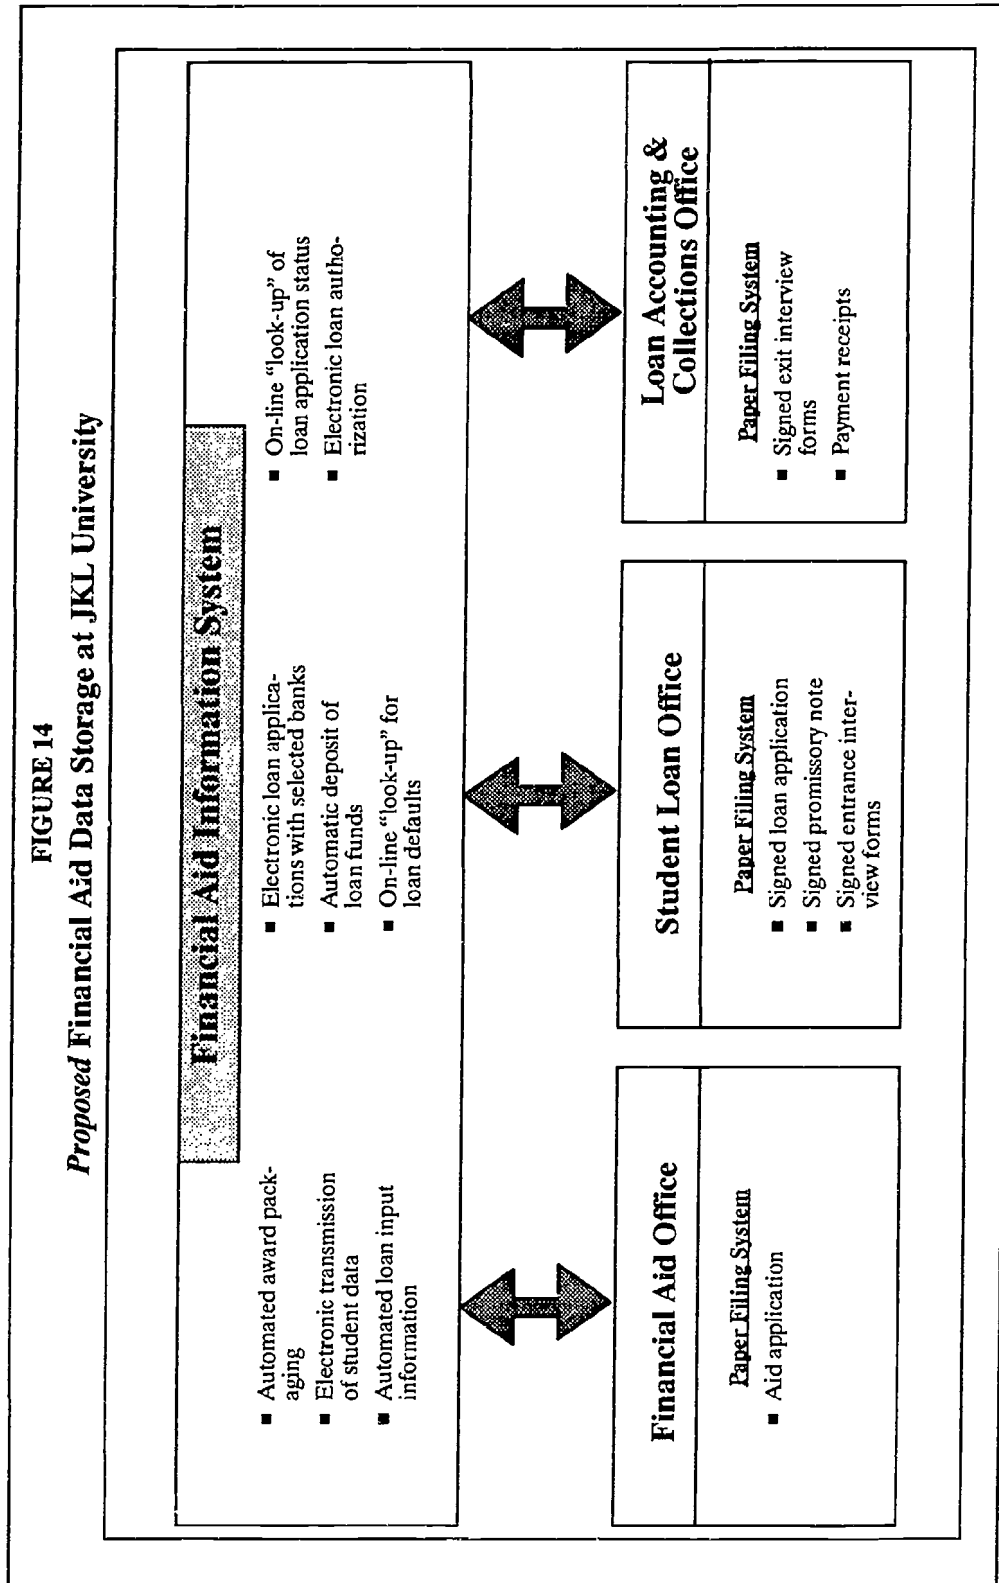 FIGURE 14
Proposed Financial Aid Data Storage at JKL University
Financial Aid Information System
■ Automated award pack-
aging
■ Electronic transmission
of student data
■ Automated loan input
information
■ Electronic loan applica-
tions with selected banks
■ Automatic deposit of
loan funds
■ On-line “look-up” for
loan defaults
■ On-line “look-up” of
loan application status
■ Electronic loan autho-
rization
Financial Aid Office
Paper Filing System
■ Aid application
Student Loan Office
Paper Filing System
■ Signed loan application
■ Signed promissory note
■ Signed entrance inter-
view forms
Loan Accounting &
Collections Office
Paper Filing System
■ Signed exit interview
forms
■ Payment receipts